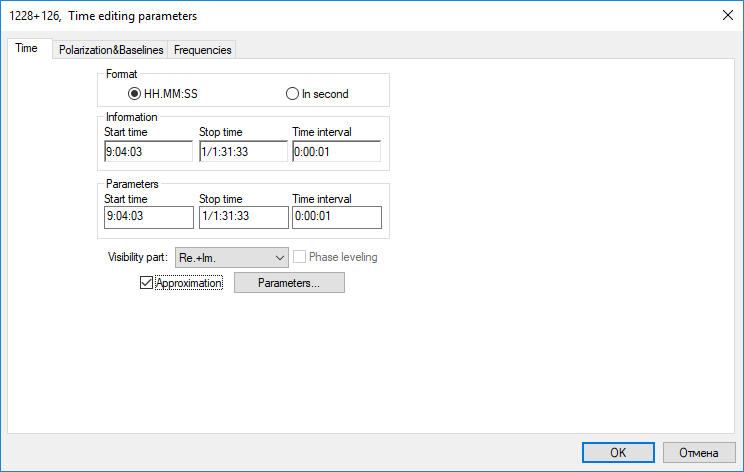 1228+126, Time editing parameters
Time Polarization&Baselines Frequencies
Format
HH.MM:SS In second
Information
Start time Stop time Time interval
9:04:03 1/1:31:33 0:00:01
Parameters
Start time Stop time Time interval
9:04:03 1/1:31:33 0:00:01
Visibility part: Re.+Im. Phase leveling
Approximation Parameters...
OK Отмена